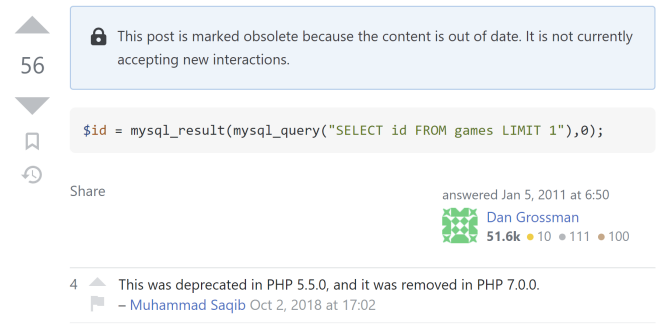 This post is marked obsolete because the content is out of date. It is not currently
accepting new interactions.
56
$id = mysql_result(mysql_query("SELECT id FROM games LIMIT 1"),0);
Share
answered Jan 5, 2011 at 6:50
Dan Grossman
51.6k 10 111 100
4 This was deprecated in PHP 5.5.0, and it was removed in PHP 7.0.0.
– Muhammad Saqib Oct 2, 2018 at 17:02